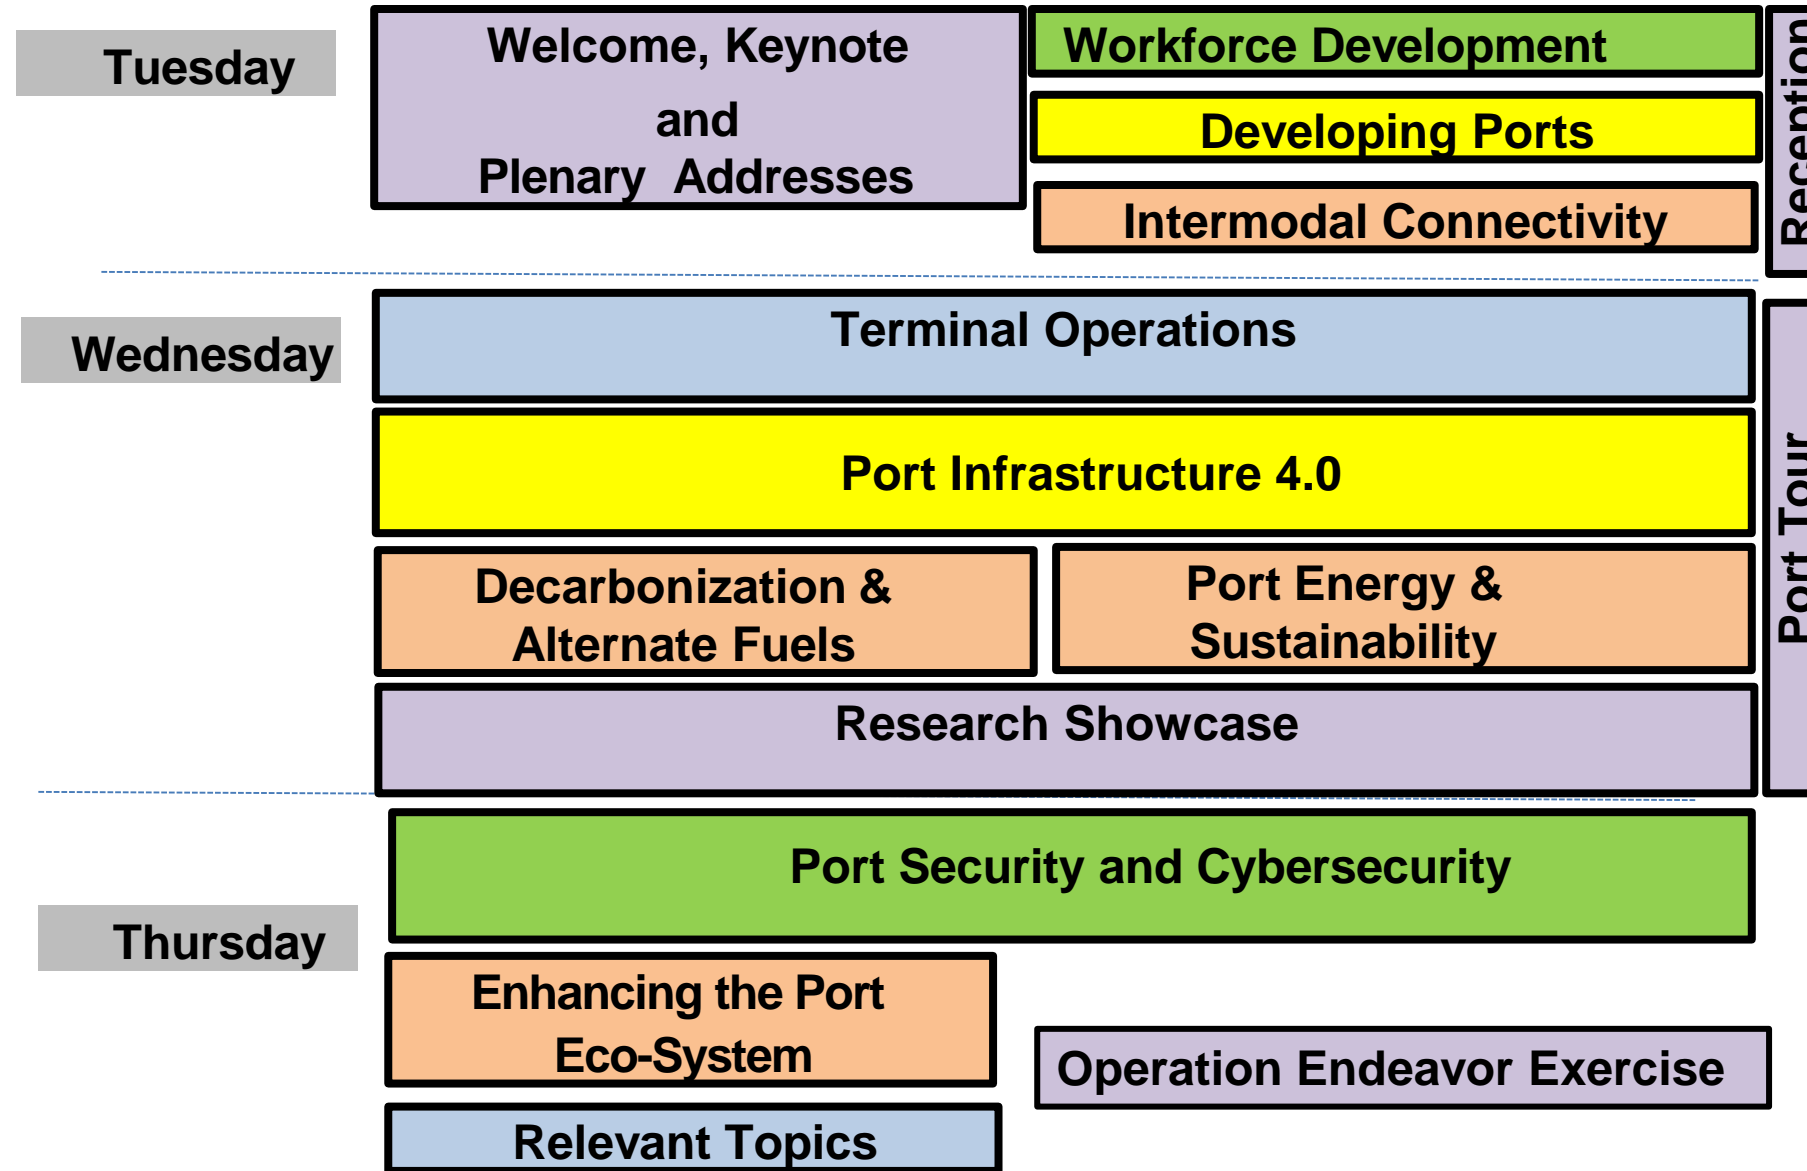 Tuesday
Welcome, Keynote
and
Plenary Addresses
Workforce Development
Developing Ports
Intermodal Connectivity
Reception
Wednesday
Terminal Operations
Port Infrastructure 4.0
Decarbonization &
Alternate Fuels
Port Energy &
Sustainability
Research Showcase
Port Tour
Thursday
Port Security and Cybersecurity
Enhancing the Port
Eco-System
Operation Endeavor Exercise
Relevant Topics